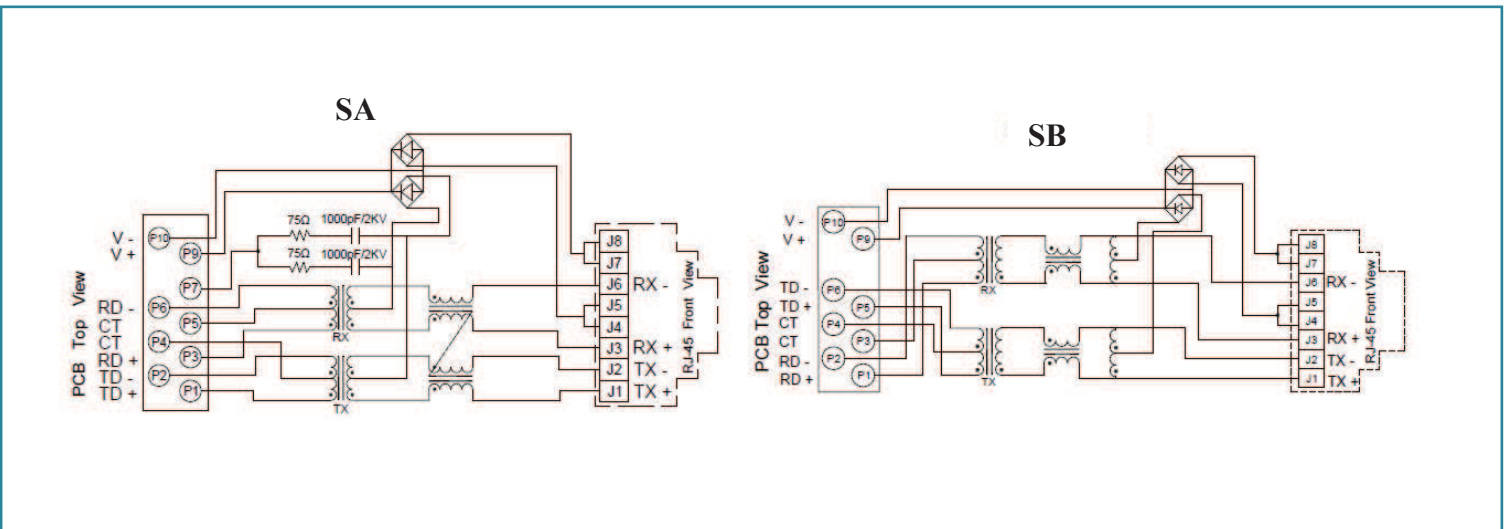 SA
75Ω 1000pF/2KV
75Ω 1000pF/2KV
PCB Top View
V -
V +
RD -
CT
CT
RD +
TD -
TD +
P10
P9
P7
P6
P5
P4
P3
P2
P1
RX
TX
J8
J7
J6 RX -
J5
J4
J3 RX +
J2 TX -
J1 TX +
RJ-45 Front View
SB
PCB Top View
V -
V +
TD -
TD +
CT
CT
RD -
RD +
P10
P9
P6
P5
P4
P3
P2
P1
RX
TX
J8
J7
J6 RX -
J5
J4
J3 RX +
J2 TX -
J1 TX +
RJ-45 Front View